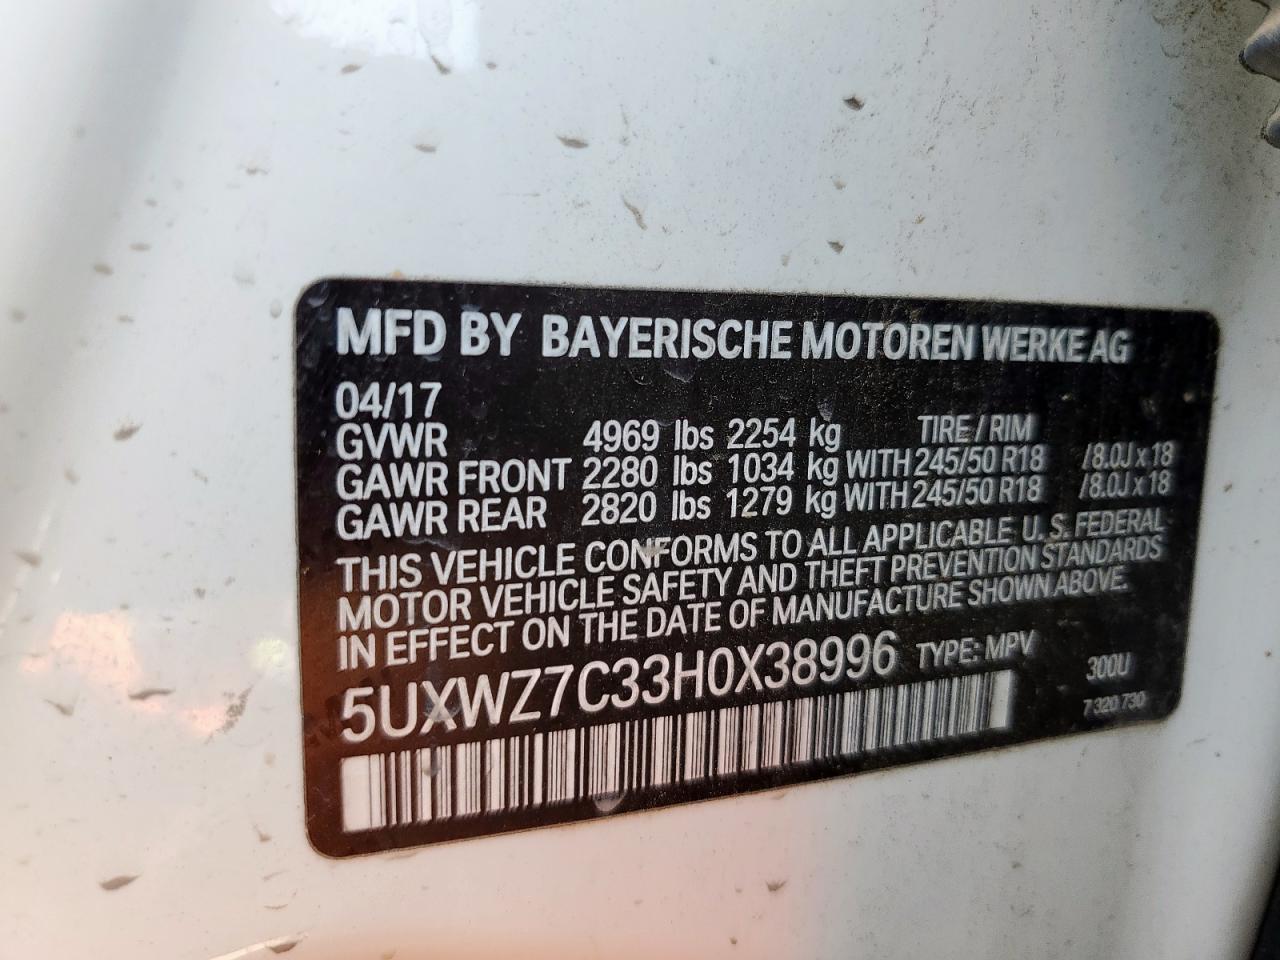 MFD BY BAYERISCHE MOTOREN WERKE AG
04/17
GVWR 4969 lbs 2254 kg TIRE / RIM
GAWR FRONT 2280 lbs 1034 kg WITH 245/50 R18 /8.0J x 18
GAWR REAR 2820 lbs 1279 kg WITH 245/50 R18 /8.0J x 18
THIS VEHICLE CONFORMS TO ALL APPLICABLE U. S. FEDERAL
MOTOR VEHICLE SAFETY AND THEFT PREVENTION STANDARDS
IN EFFECT ON THE DATE OF MANUFACTURE SHOWN ABOVE.
5UXWZ7C33H0X38996 TYPE: MPV 300U
7 320 730